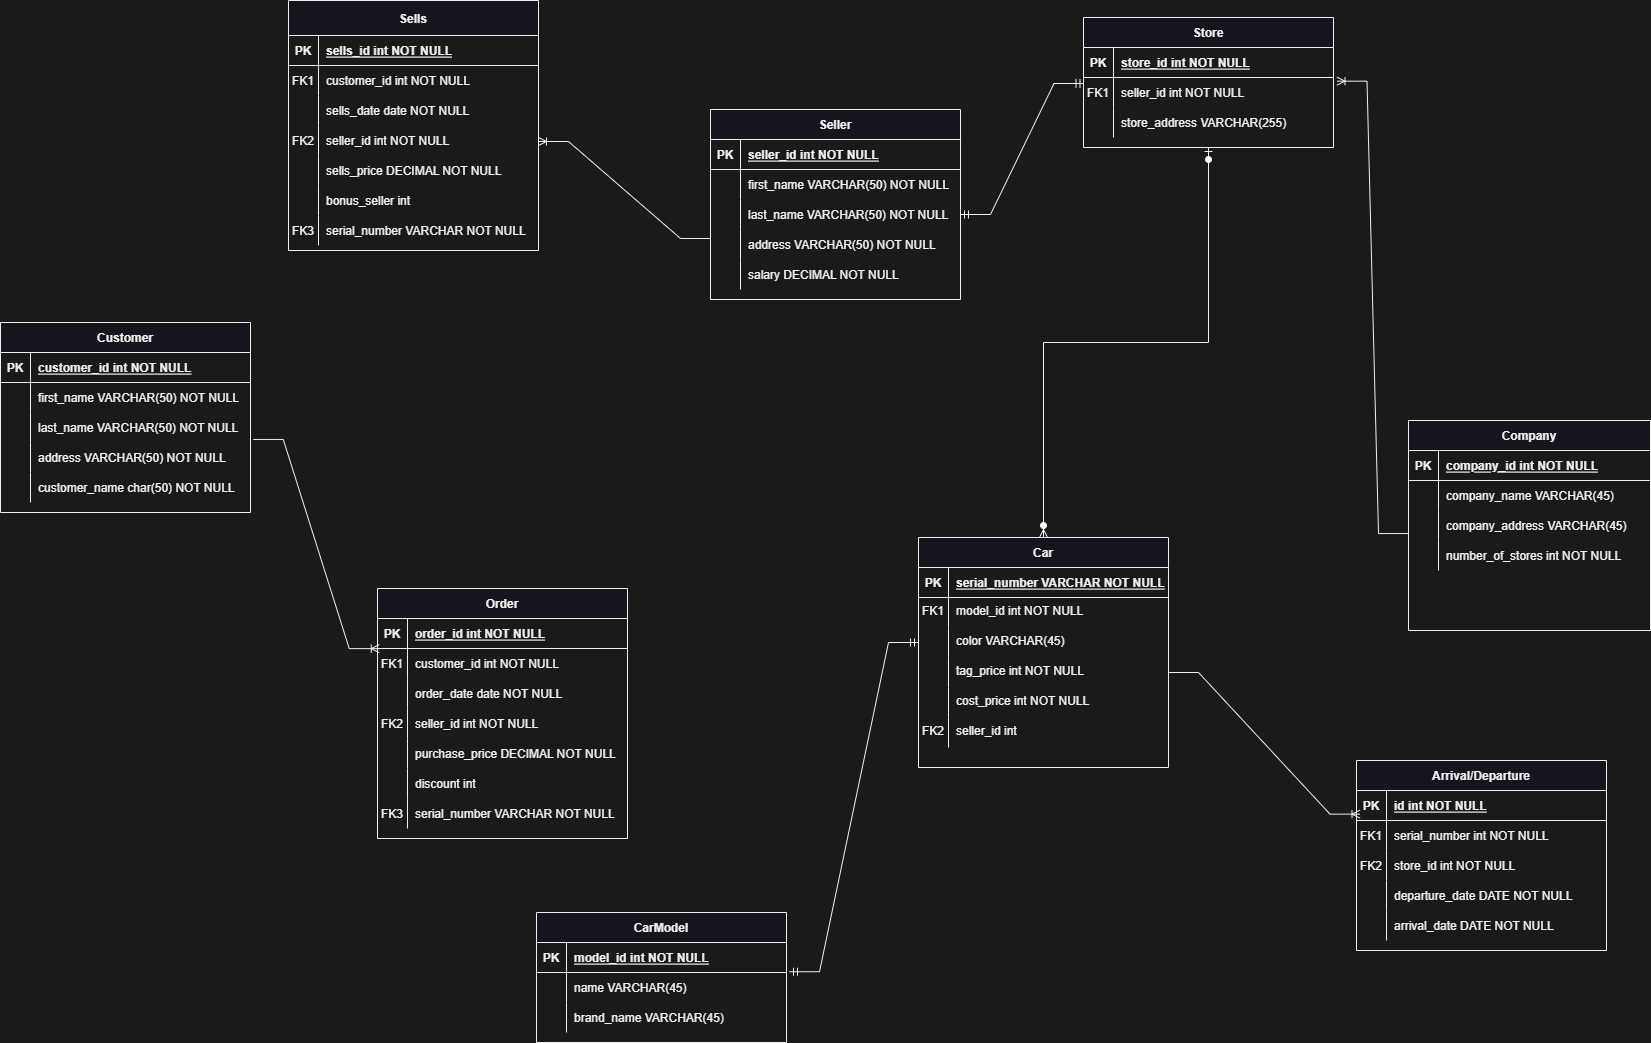 Sells
PK sells_id int NOT NULL
FK1 customer_id int NOT NULL
sells_date date NOT NULL
FK2 seller_id int NOT NULL
sells_price DECIMAL NOT NULL
bonus_seller int
FK3 serial_number VARCHAR NOT NULL
Seller
PK seller_id int NOT NULL
first_name VARCHAR(50) NOT NULL
last_name VARCHAR(50) NOT NULL
address VARCHAR(50) NOT NULL
salary DECIMAL NOT NULL
Store
PK store_id int NOT NULL
FK1 seller_id int NOT NULL
store_address VARCHAR(255)
Customer
PK customer_id int NOT NULL
first_name VARCHAR(50) NOT NULL
last_name VARCHAR(50) NOT NULL
address VARCHAR(50) NOT NULL
customer_name char(50) NOT NULL
Company
PK company_id int NOT NULL
company_name VARCHAR(45)
company_address VARCHAR(45)
number_of_stores int NOT NULL
Order
PK order_id int NOT NULL
FK1 customer_id int NOT NULL
order_date date NOT NULL
FK2 seller_id int NOT NULL
purchase_price DECIMAL NOT NULL
discount int
FK3 serial_number VARCHAR NOT NULL
Car
PK serial_number VARCHAR NOT NULL
FK1 model_id int NOT NULL
color VARCHAR(45)
tag_price int NOT NULL
cost_price int NOT NULL
FK2 seller_id int
Arrival/Departure
PK id int NOT NULL
FK1 serial_number int NOT NULL
FK2 store_id int NOT NULL
departure_date DATE NOT NULL
arrival_date DATE NOT NULL
CarModel
PK model_id int NOT NULL
name VARCHAR(45)
brand_name VARCHAR(45)